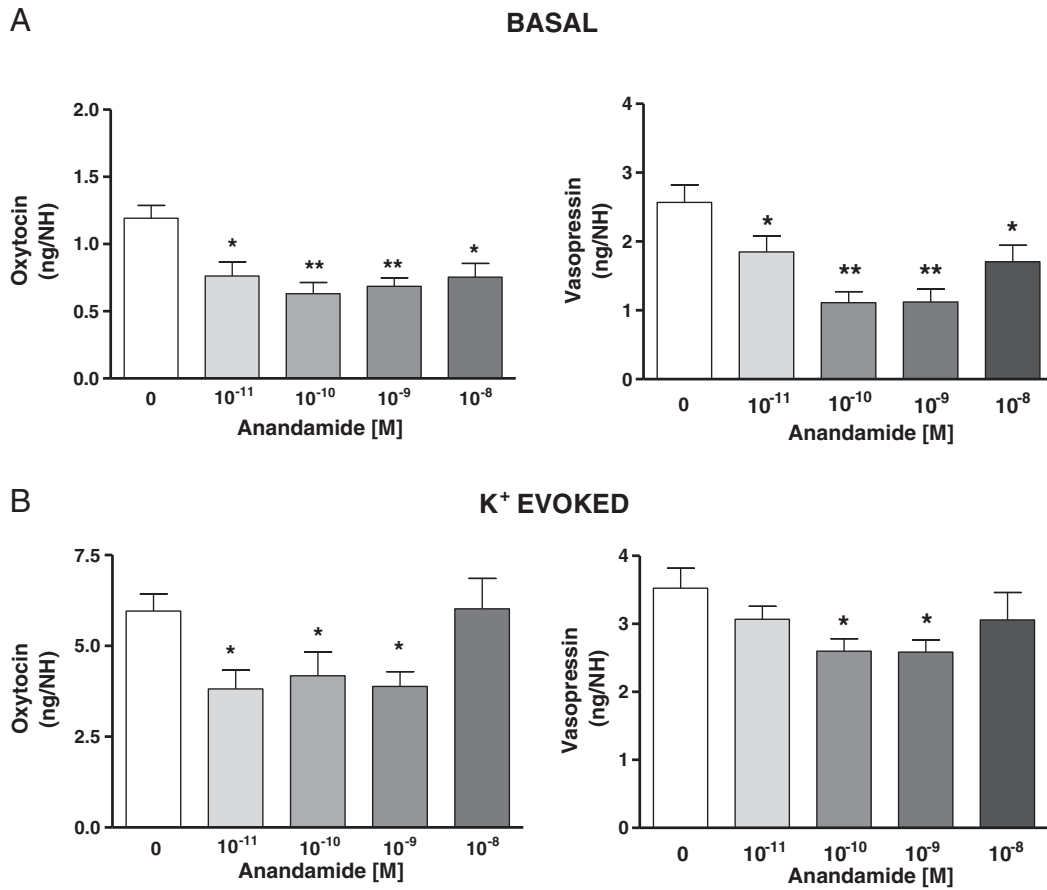 A
BASAL
2.0
1.5
1.0
0.5
0.0
Oxytocin
(ng/NH)
* ** ** *
0 10⁻¹¹ 10⁻¹⁰ 10⁻⁹ 10⁻⁸
Anandamide [M]
4
3
2
1
0
Vasopressin
(ng/NH)
* ** ** *
0 10⁻¹¹ 10⁻¹⁰ 10⁻⁹ 10⁻⁸
Anandamide [M]
B
K⁺ EVOKED
7.5
5.0
2.5
0.0
Oxytocin
(ng/NH)
* * *
0 10⁻¹¹ 10⁻¹⁰ 10⁻⁹ 10⁻⁸
Anandamide [M]
4
3
2
1
0
Vasopressin
(ng/NH)
* *
0 10⁻¹¹ 10⁻¹⁰ 10⁻⁹ 10⁻⁸
Anandamide [M]